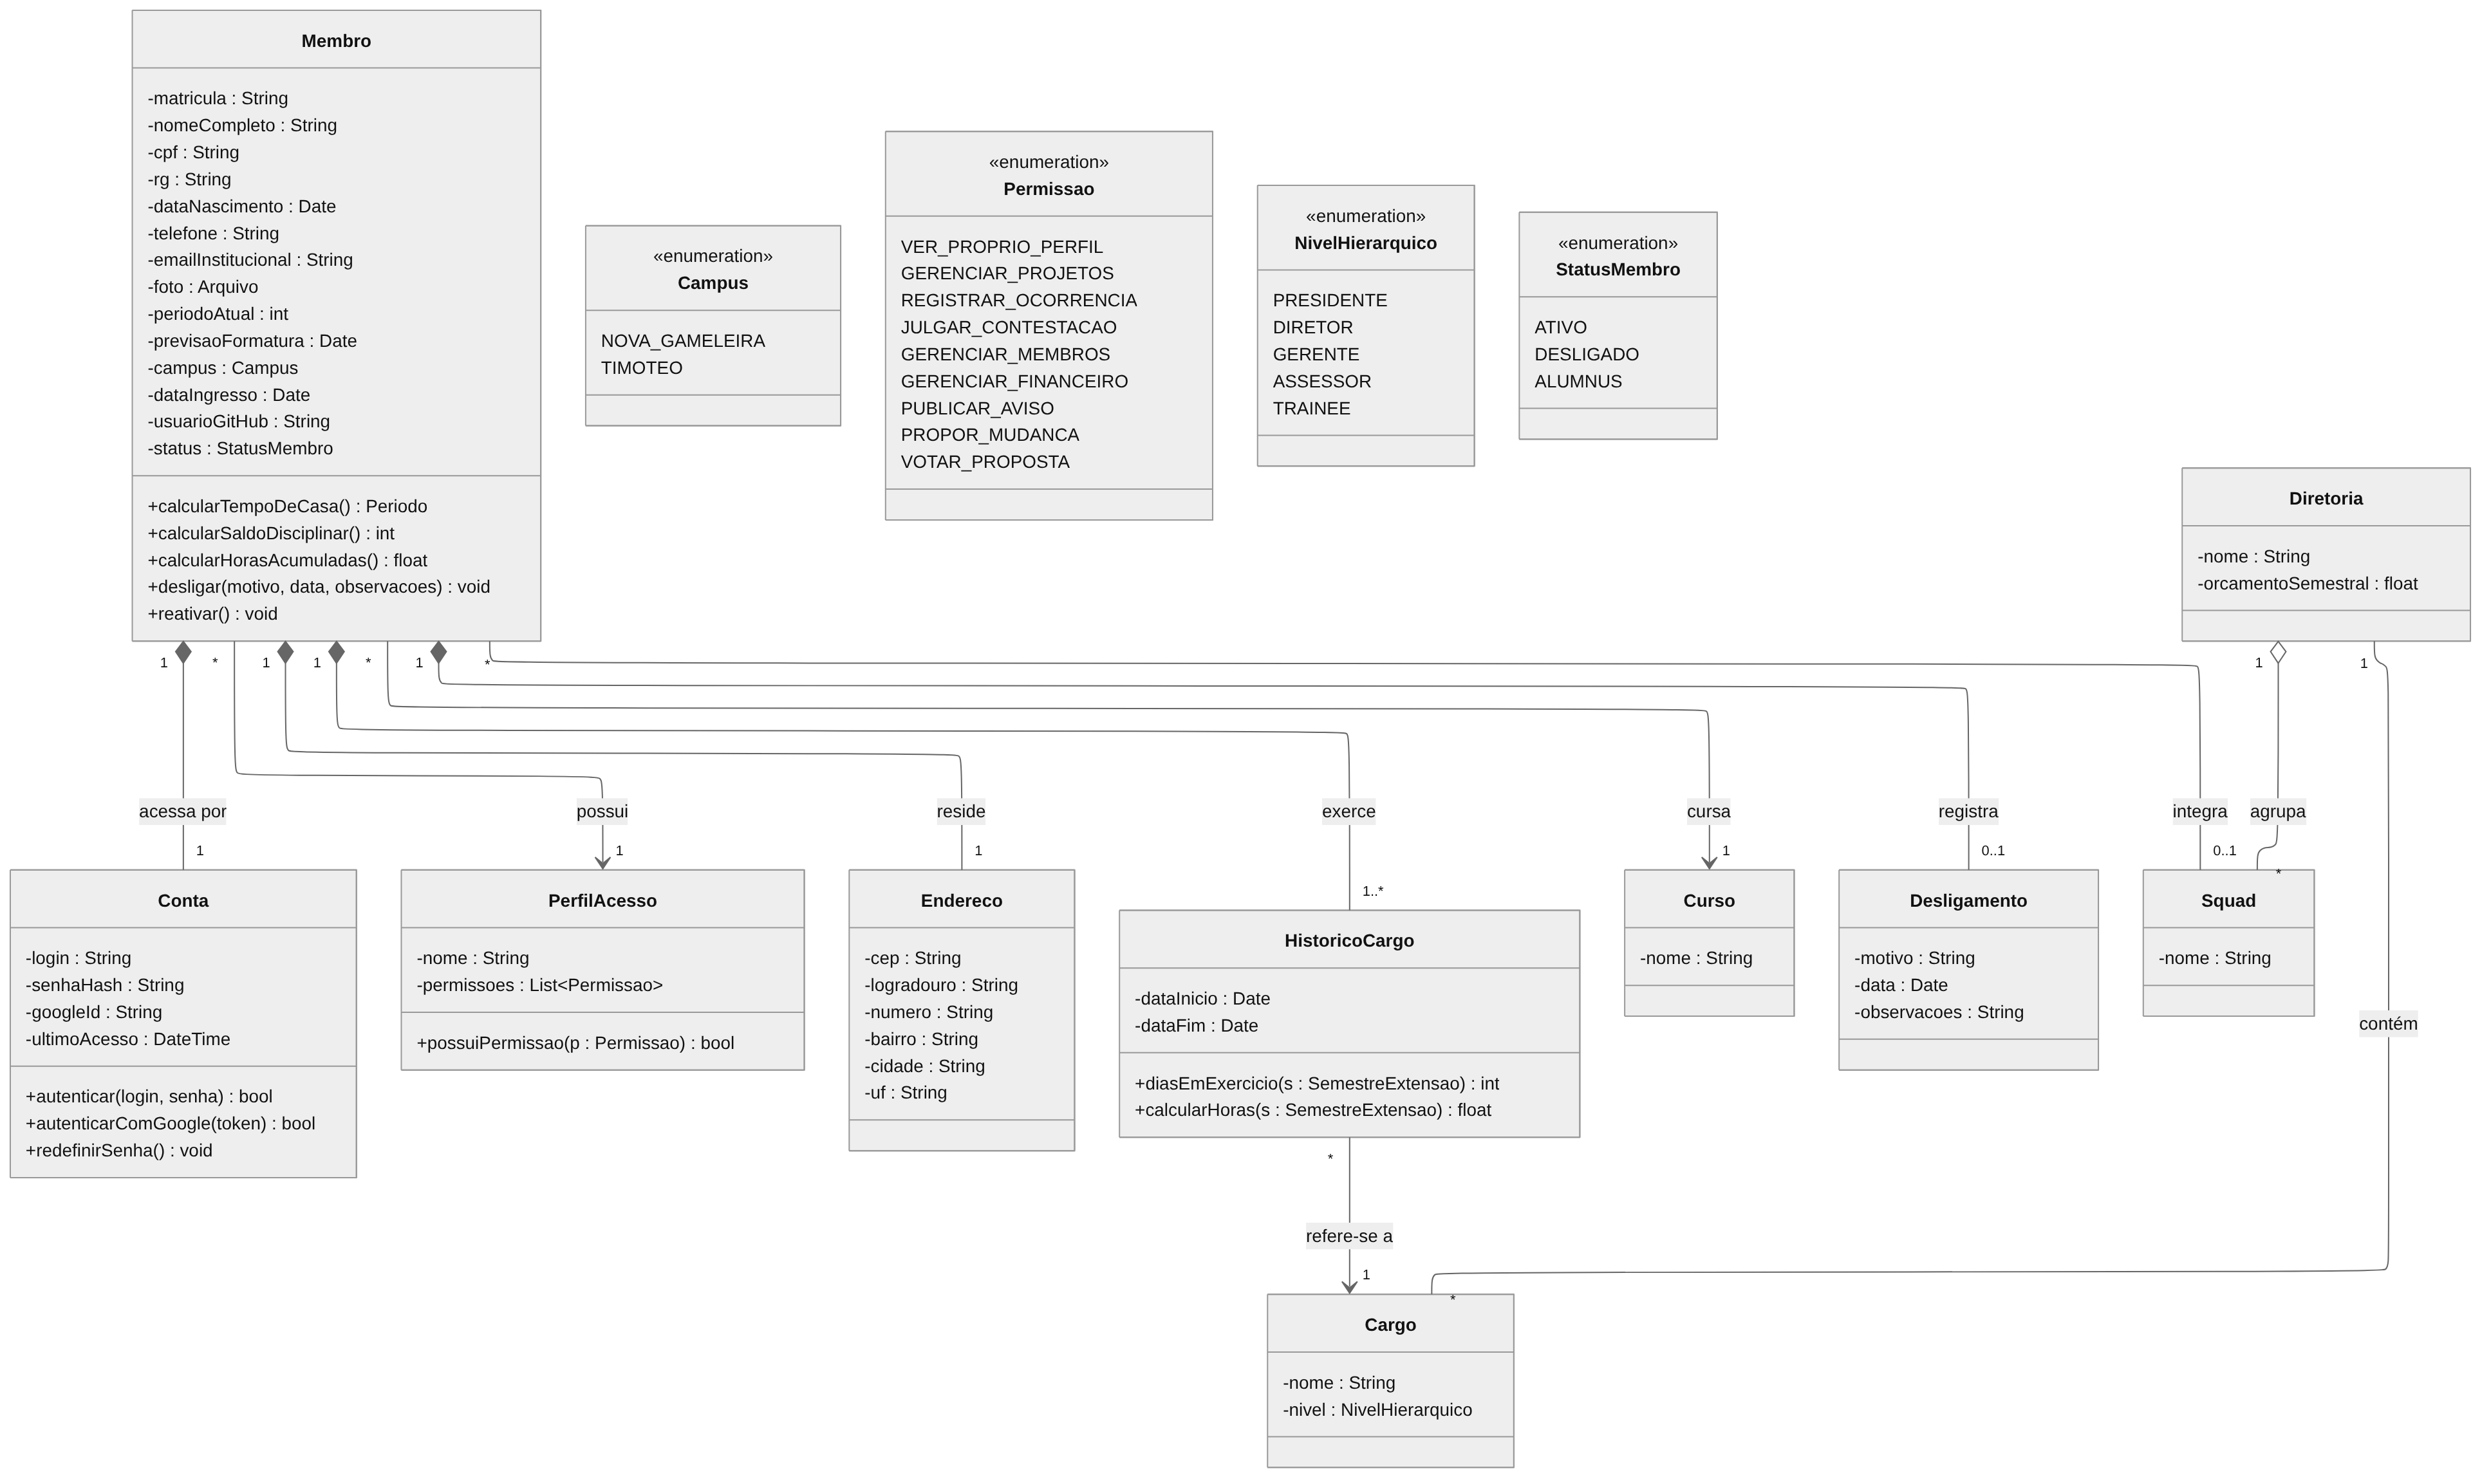 Membro
-matricula : String
-nomeCompleto : String
-cpf : String
-rg : String
-dataNascimento : Date
-telefone : String
-emailInstitucional : String
-foto : Arquivo
-periodoAtual : int
-previsaoFormatura : Date
-campus : Campus
-dataIngresso : Date
-usuarioGitHub : String
-status : StatusMembro
+calcularTempoDeCasa() : Periodo
+calcularSaldoDisciplinar() : int
+calcularHorasAcumuladas() : float
+desligar(motivo, data, observacoes) : void
+reativar() : void
«enumeration»
Campus
NOVA_GAMELEIRA
TIMOTEO
«enumeration»
Permissao
VER_PROPRIO_PERFIL
GERENCIAR_PROJETOS
REGISTRAR_OCORRENCIA
JULGAR_CONTESTACAO
GERENCIAR_MEMBROS
GERENCIAR_FINANCEIRO
PUBLICAR_AVISO
PROPOR_MUDANCA
VOTAR_PROPOSTA
«enumeration»
NivelHierarquico
PRESIDENTE
DIRETOR
GERENTE
ASSESSOR
TRAINEE
«enumeration»
StatusMembro
ATIVO
DESLIGADO
ALUMNUS
Diretoria
-nome : String
-orcamentoSemestral : float
1 * 1 1 * 1 * 1 1
acessa por possui reside exerce cursa registra integra agrupa
1 1 1 1..* 1 0..1 0..1 *
Conta
-login : String
-senhaHash : String
-googleId : String
-ultimoAcesso : DateTime
+autenticar(login, senha) : bool
+autenticarComGoogle(token) : bool
+redefinirSenha() : void
PerfilAcesso
-nome : String
-permissoes : List<Permissao>
+possuiPermissao(p : Permissao) : bool
Endereco
-cep : String
-logradouro : String
-numero : String
-bairro : String
-cidade : String
-uf : String
HistoricoCargo
-dataInicio : Date
-dataFim : Date
+diasEmExercicio(s : SemestreExtensao) : int
+calcularHoras(s : SemestreExtensao) : float
Curso
-nome : String
Desligamento
-motivo : String
-data : Date
-observacoes : String
Squad
-nome : String
contém
*
refere-se a
1 *
Cargo
-nome : String
-nivel : NivelHierarquico